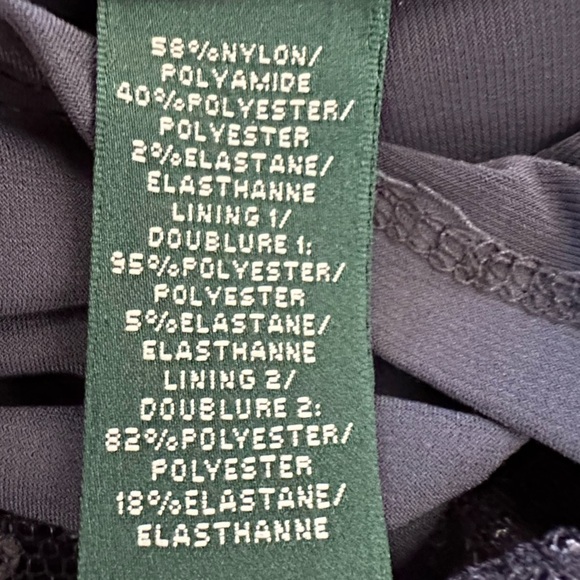 58%NYLON/
POLYAMIDE
40%POLYESTER/
POLYESTER
2%ELASTANE/
ELASTHANNE
LINING 1/
DOUBLURE 1:
95%POLYESTER/
POLYESTER
5%ELASTANE/
ELASTHANNE
LINING 2/
DOUBLURE 2:
82%POLYESTER/
POLYESTER
18%ELASTANE/
ELASTHANNE